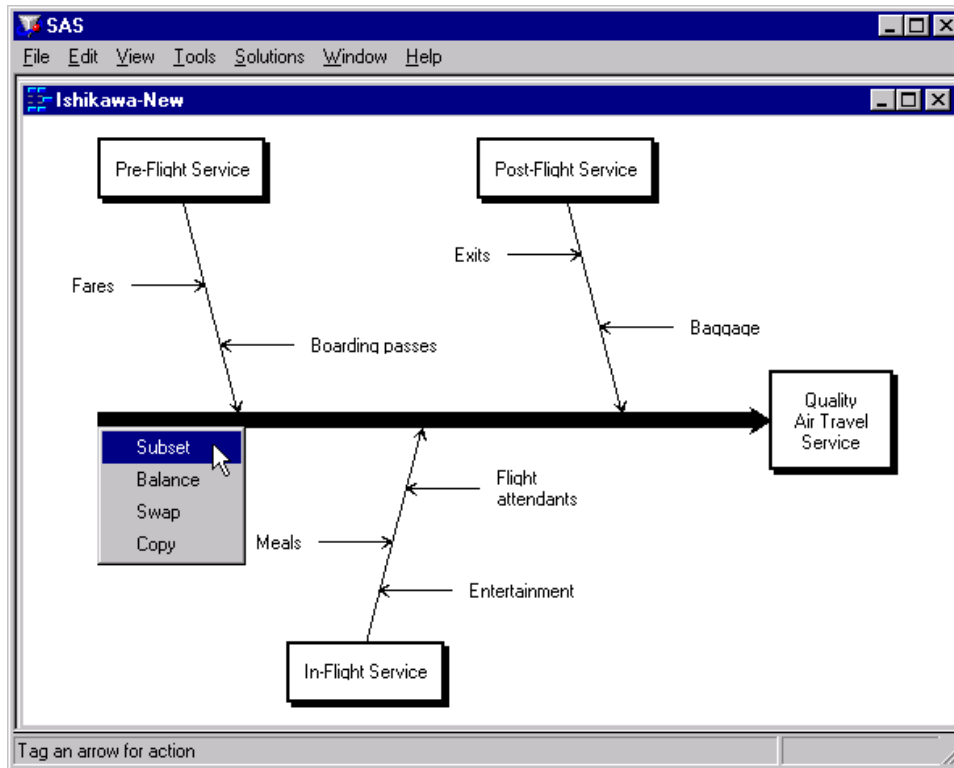 SAS
File Edit View Tools Solutions Window Help
Ishikawa-New
Pre-Flight Service
Post-Flight Service
Exits
Fares
Baggage
Boarding passes
Quality
Air Travel
Service
Subset
Balance
Swap
Copy
Flight
attendants
Meals
Entertainment
In-Flight Service
Tag an arrow for action